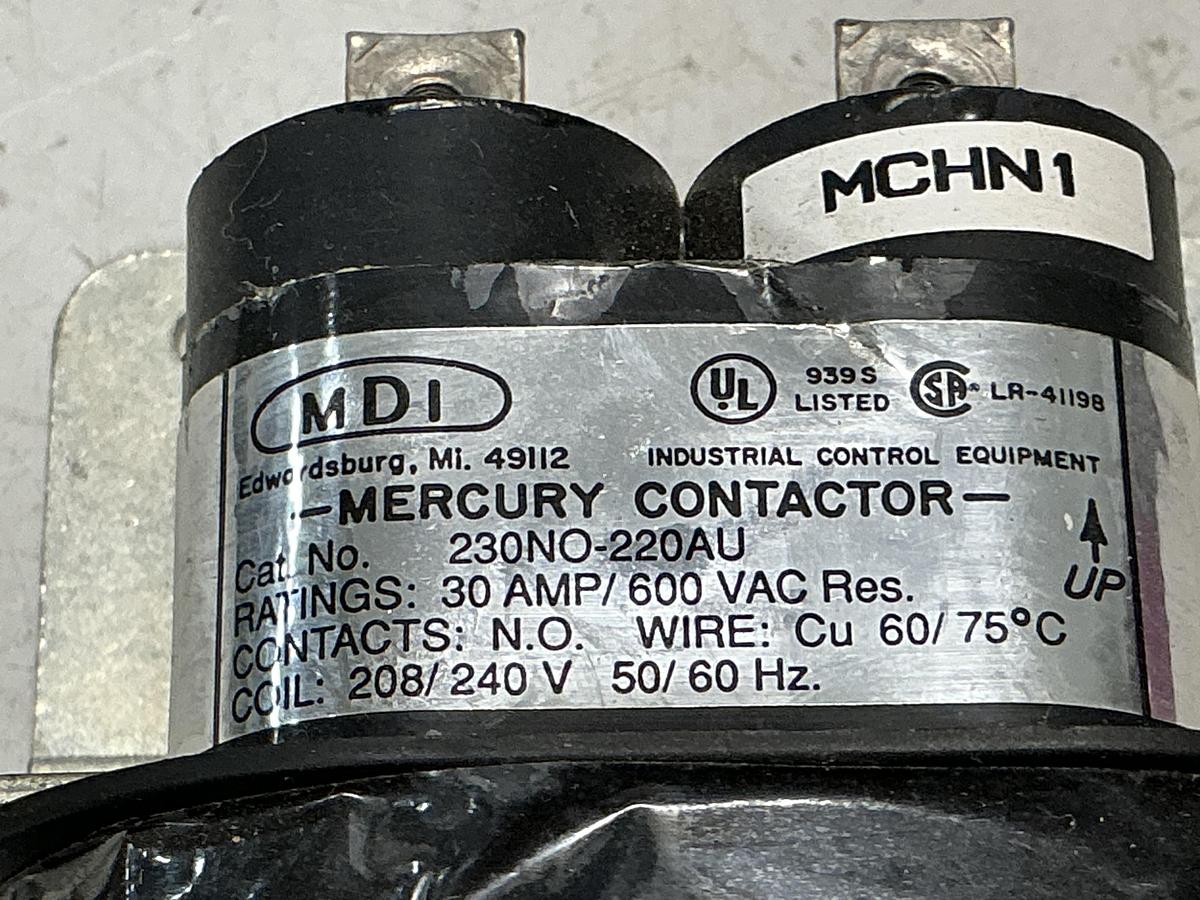 MCHN1
MDI
UL
939 S
LISTED
SA® LR-41198
Edwardsburg, Mi. 49112
INDUSTRIAL CONTROL EQUIPMENT
—MERCURY CONTACTOR—
Cat. No. 230NO-220AU
RATINGS: 30 AMP/ 600 VAC Res.
UP
CONTACTS: N.O. WIRE: Cu 60/ 75°C
COIL: 208/ 240 V 50/ 60 Hz.